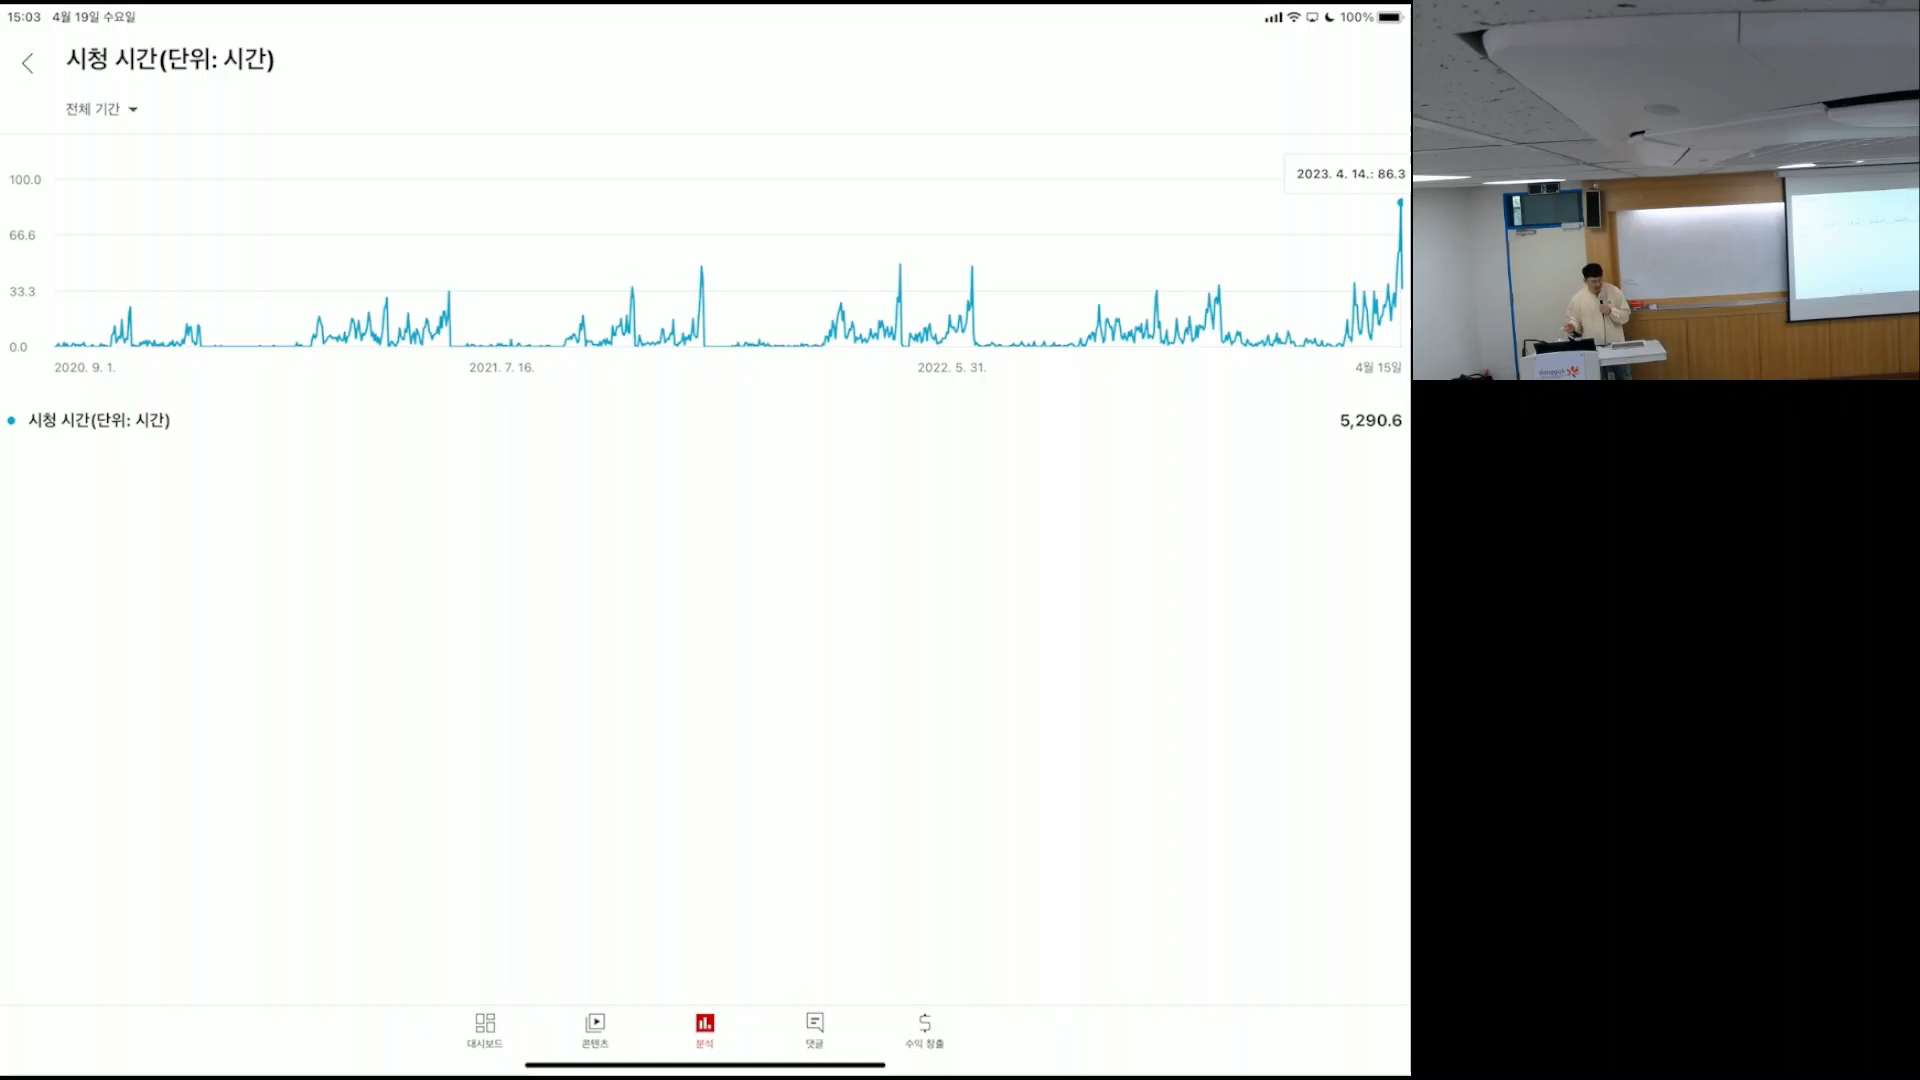 15:03 4월 19일 수요일
100%
시청 시간(단위: 시간)
전체 기간
2023. 4. 14.: 86.3
100.0
66.6
33.3
0.0
2020. 9. 1.
2021. 7. 16.
2022. 5. 31.
4월 15일
시청 시간(단위: 시간)
5,290.6
대시보드
콘텐츠
분석
댓글
수익 창출
dongguk